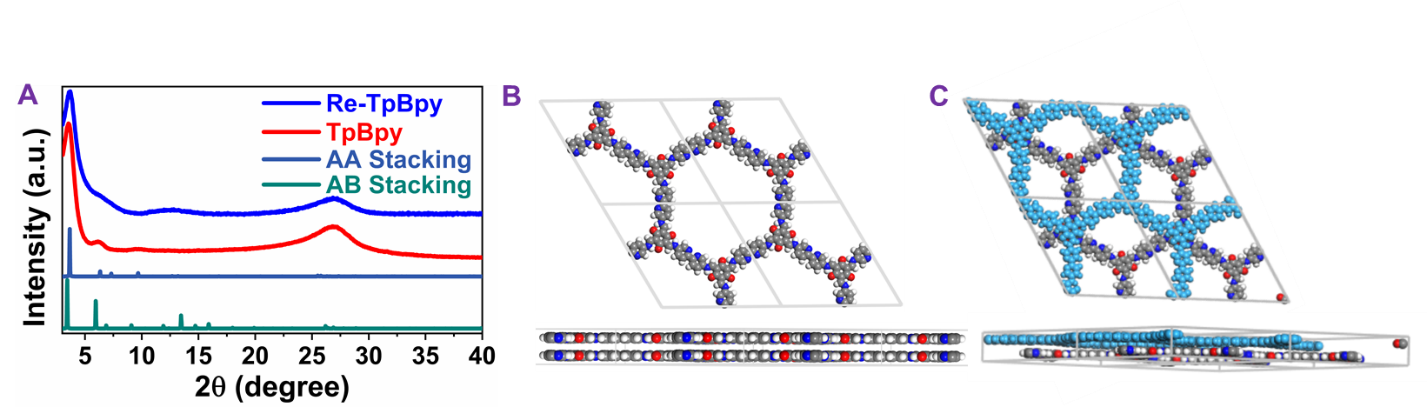 A
Re-TpBpy
TpBpy
AA Stacking
AB Stacking
Intensity (a.u.)
5 10 15 20 25 30 35 40
2θ (degree)
B
C